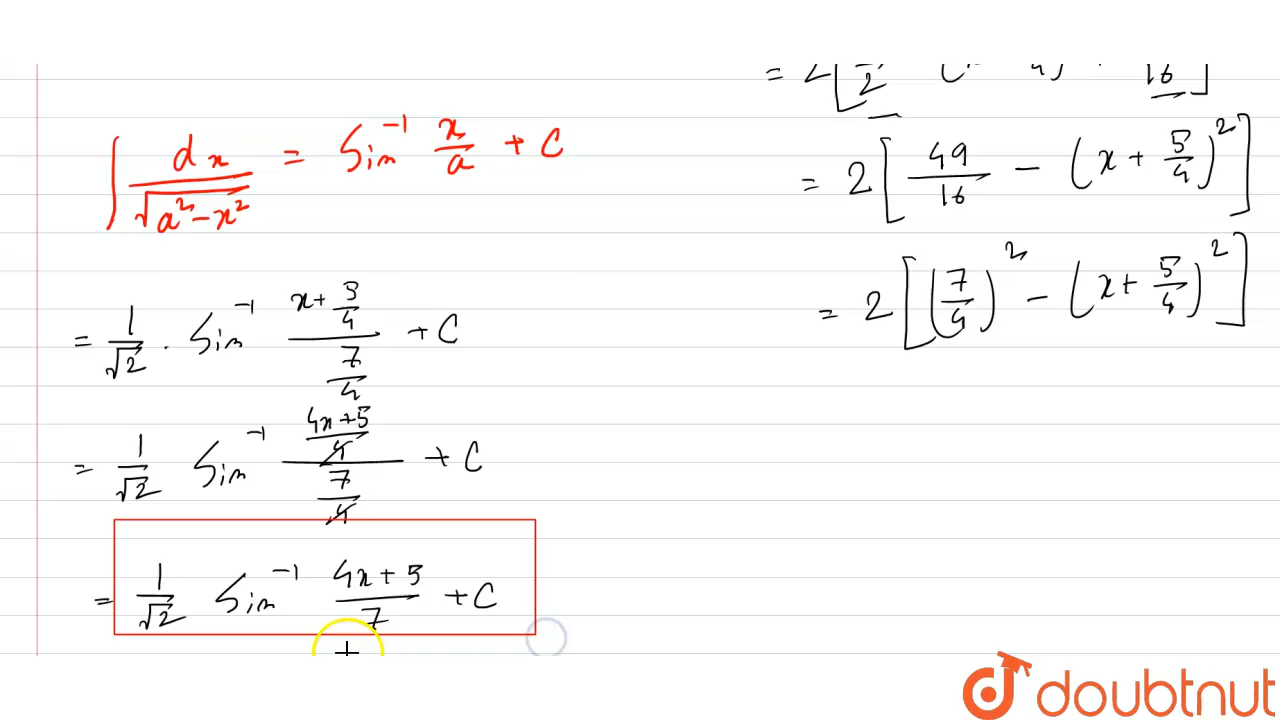 ∫ dx/√(a²-x²) = Sin⁻¹ x/a + C
= 1/√2 . Sin⁻¹ (x + 5/4)/(7/4) + C
= 1/√2 Sin⁻¹ ((4x+5)/4)/(7/4) + C
= 1/√2 Sin⁻¹ (4x+5)/7 + C
= 2[49/16 - (x + 5/4)²]
= 2[(7/4)² - (x + 5/4)²]
doubtnut